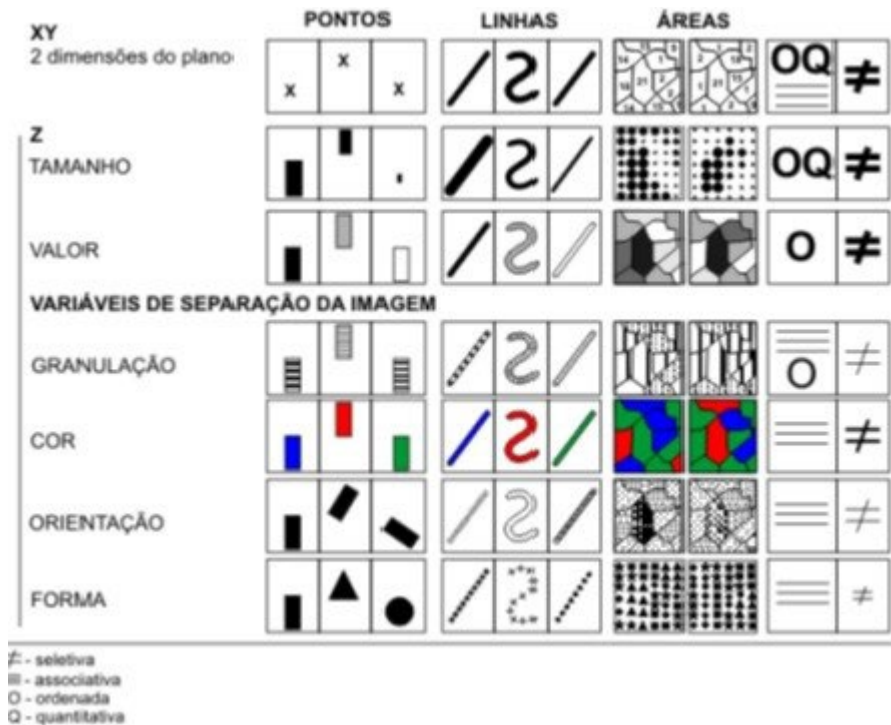 PONTOS LINHAS ÁREAS
XY
2 dimensões do plano
OQ ≠
Z
TAMANHO
OQ ≠
VALOR
O ≠
VARIÁVEIS DE SEPARAÇÃO DA IMAGEM
GRANULAÇÃO
O ≠
COR
≠
ORIENTAÇÃO
≠
FORMA
≠
≠ - seletiva
≡ - associativa
O - ordenada
Q - quantitativa